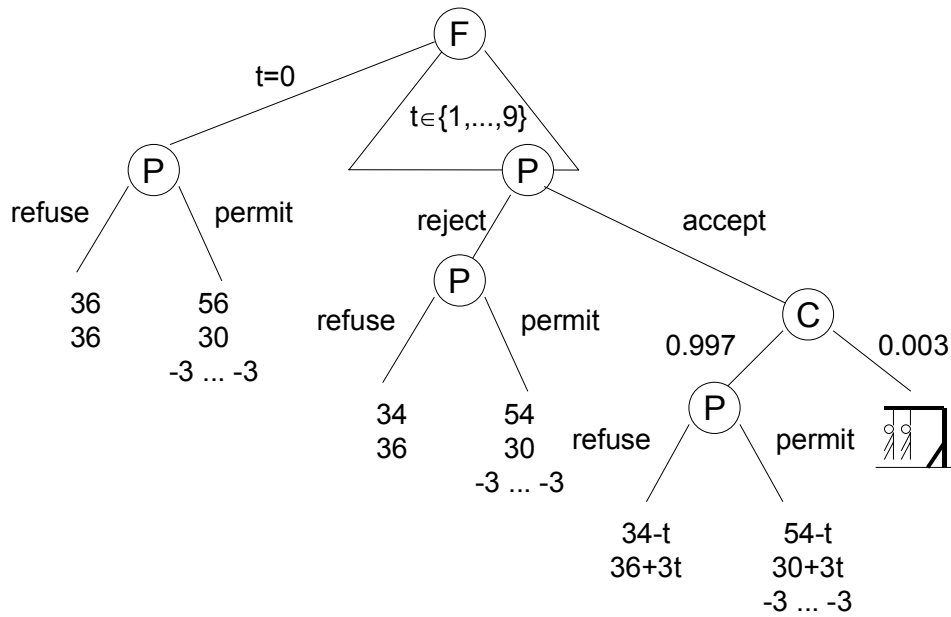 F
t=0
t∈{1,...,9}
P
P
refuse
permit
reject
accept
P
36
56
36
30
-3 ... -3
refuse
permit
C
0.997
0.003
34
54
36
30
-3 ... -3
P
refuse
permit
34-t
54-t
36+3t
30+3t
-3 ... -3